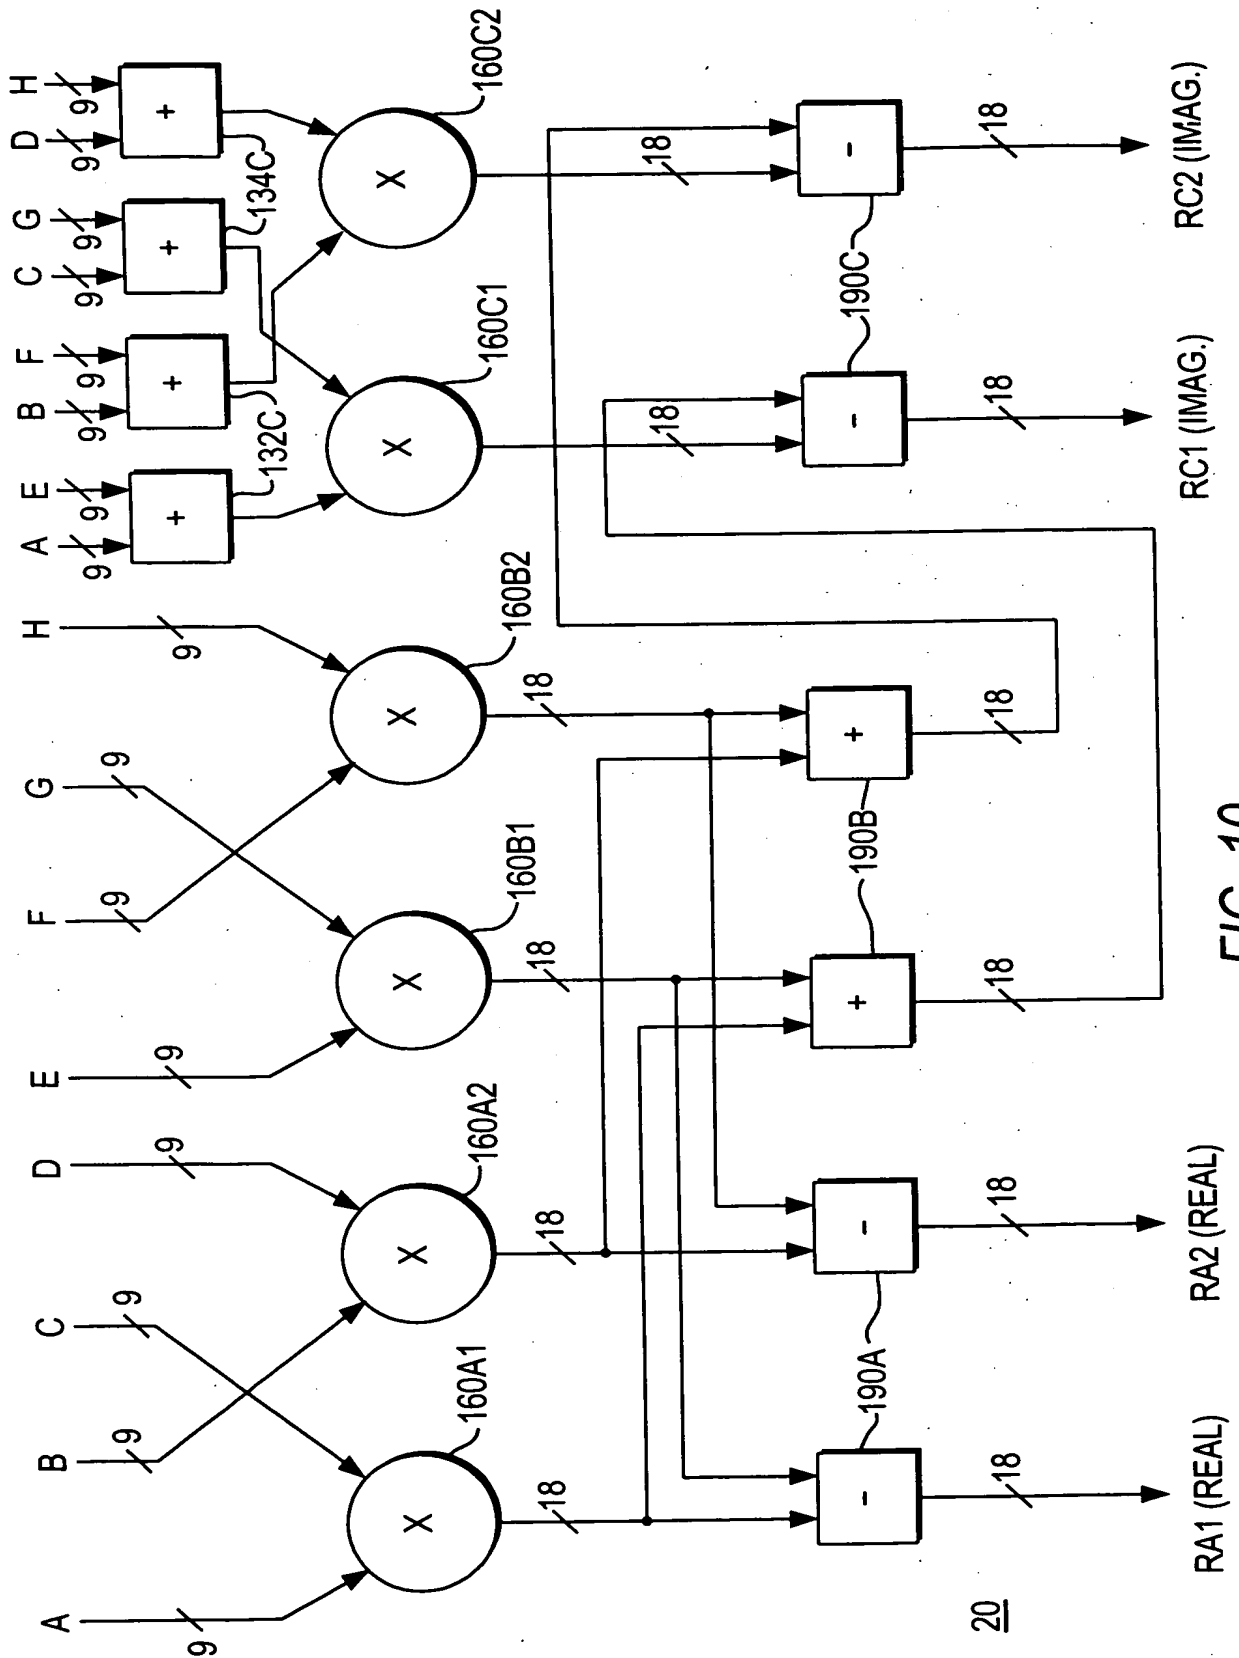 A B C D E F G H A E B F C G D H
9 9 9 9 9 9 9 9 9 9 9 9 9 9 9 9
+ + + +
132C 134C
X X X X X X
160A1 160A2 160B1 160B2 160C1 160C2
18 18 18 18 18 18
- - + + - -
190A 190B 190C
18 18 18 18 18 18
20
RA1 (REAL) RA2 (REAL) RC1 (IMAG.) RC2 (IMAG.)
FIG.